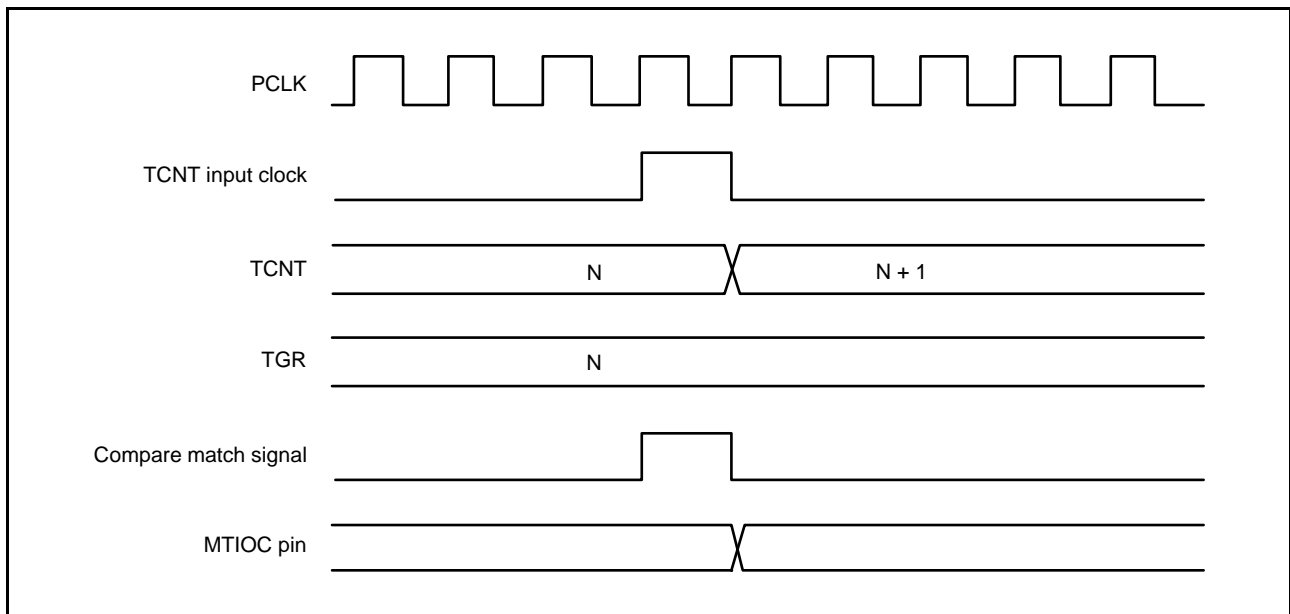 PCLK
TCNT input clock
TCNT
N
N + 1
TGR
N
Compare match signal
MTIOC pin